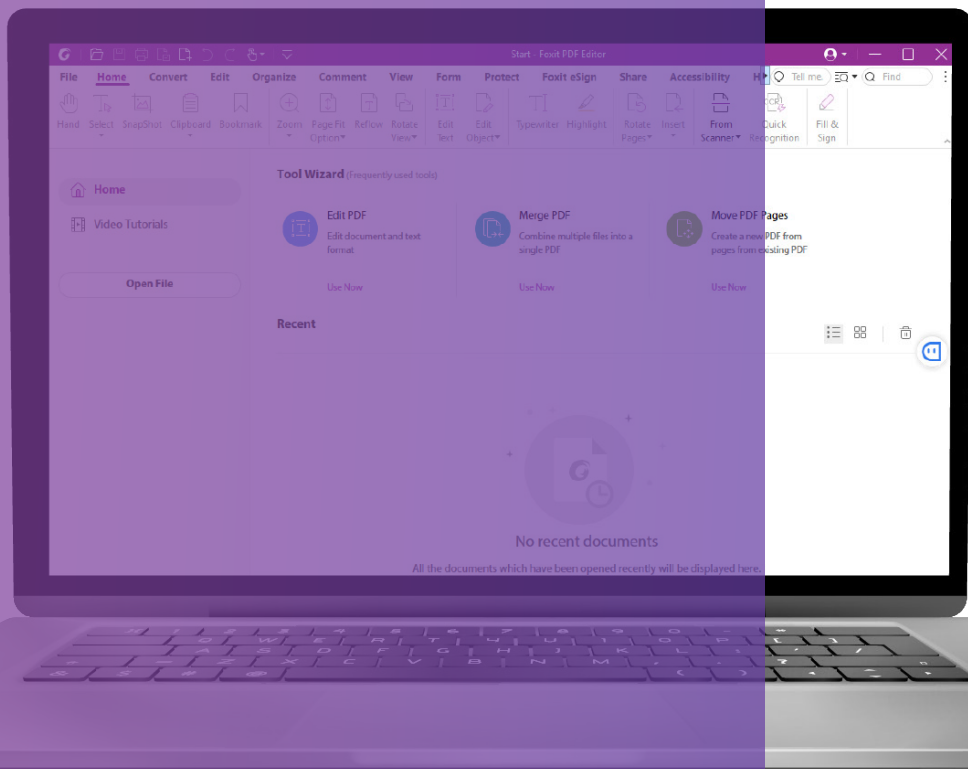 Start - Foxit PDF Editor
File Home Convert Edit Organize Comment View Form Protect Foxit eSign Share Accessibility Tell me. Find
Hand Select SnapShot Clipboard Bookmark Zoom Page Fit Option Reflow Rotate View Edit Text Edit Object Typewriter Highlight Rotate Pages Insert From Scanner Quick Recognition Fill & Sign
Tool Wizard (Frequently used tools)
Home
Video Tutorials
Open File
Edit PDF
Edit document and text
format
Use Now
Merge PDF
Combine multiple files into a
single PDF
Use Now
Move PDF Pages
Create a new PDF from
pages from existing PDF
Use Now
Recent
No recent documents
All the documents which have been opened recently will be displayed here.